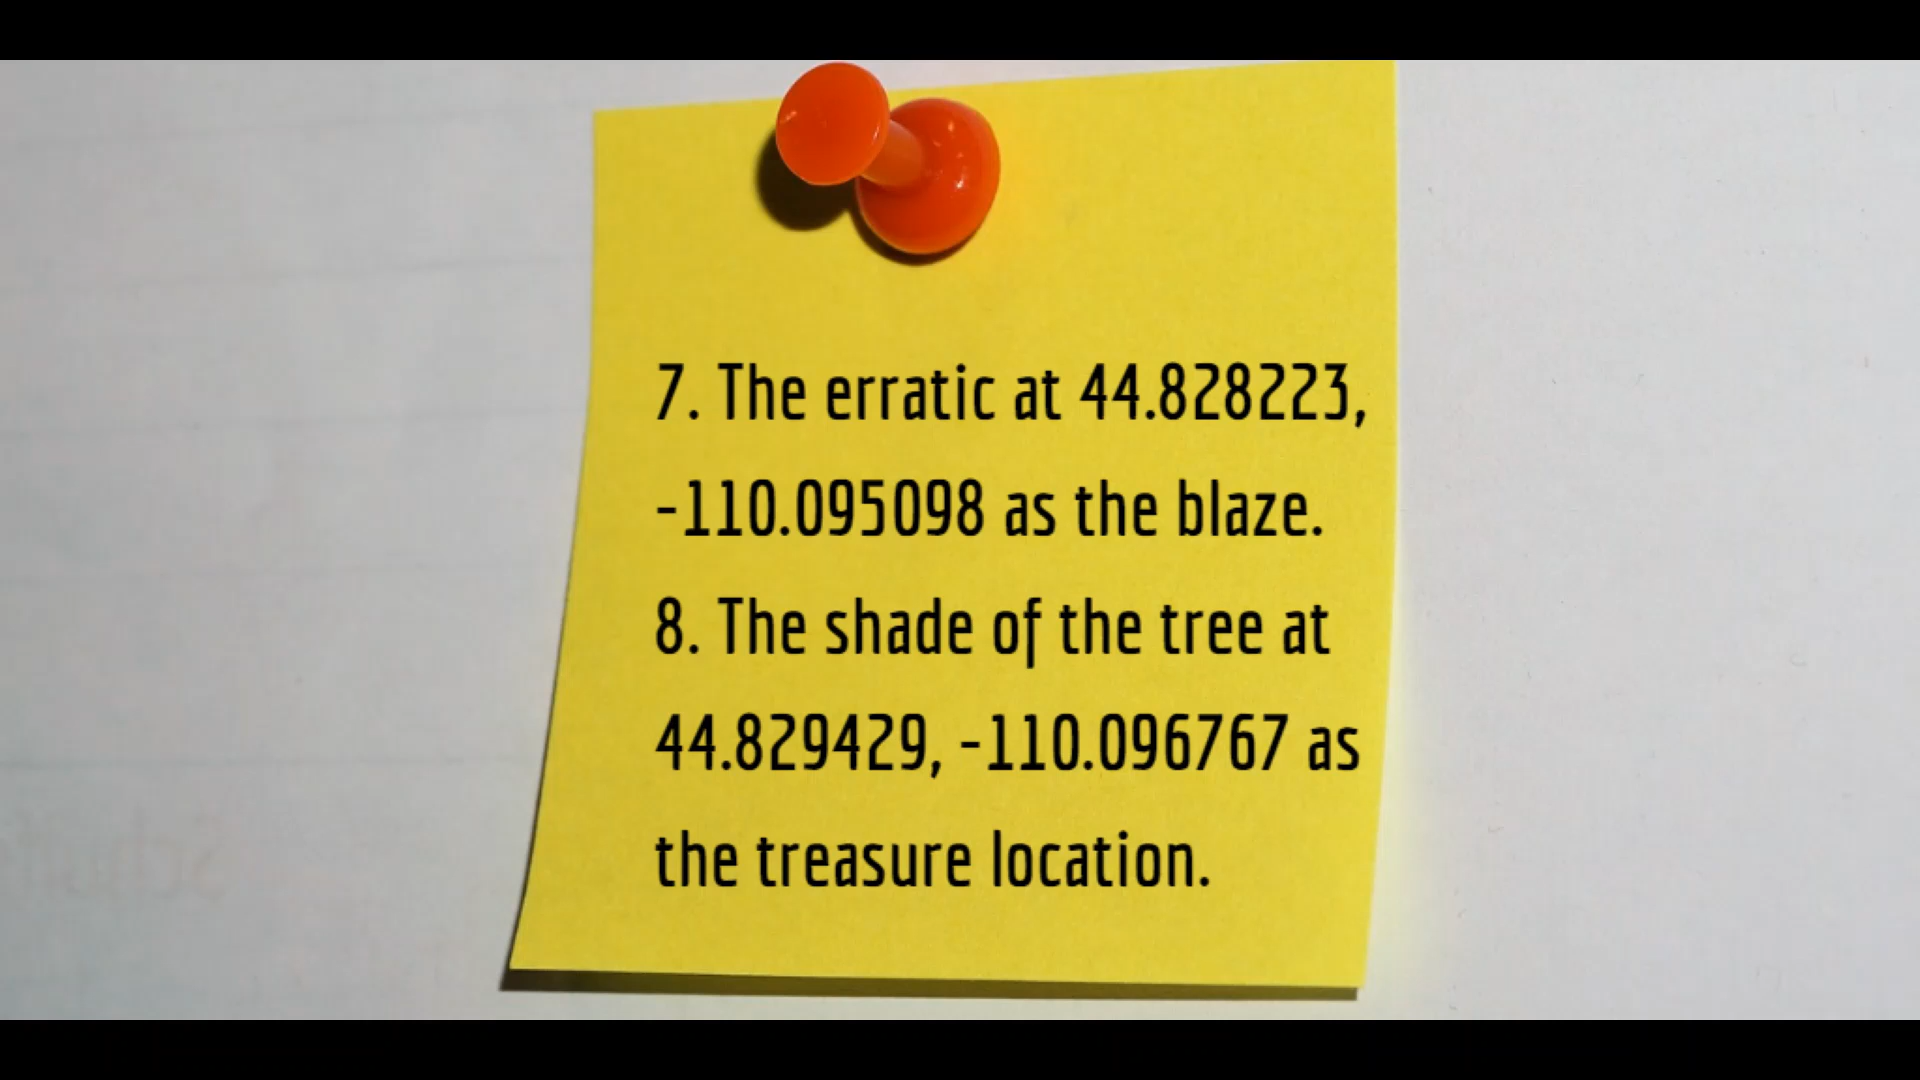 7. The erratic at 44.828223,
-110.095098 as the blaze.
8. The shade of the tree at
44.829429, -110.096767 as
the treasure location.